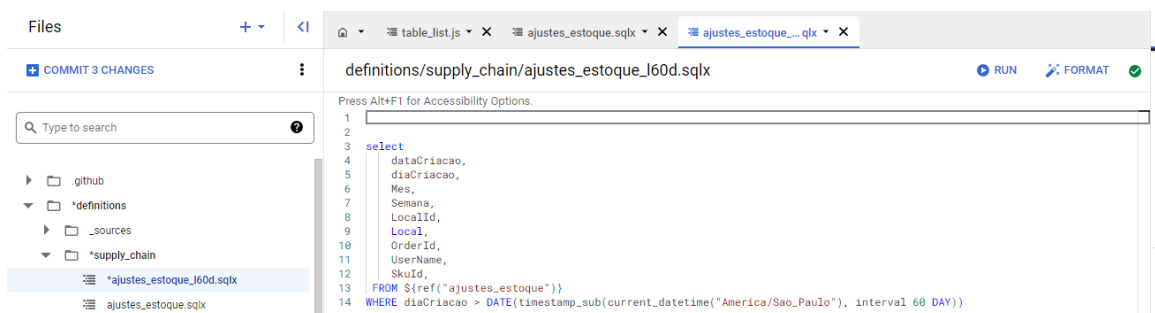 Files
COMMIT 3 CHANGES
Type to search
.github
*definitions
_sources
*supply_chain
*ajustes_estoque_l60d.sqlx
ajustes_estoque.sqlx
table_list.js
ajustes_estoque.sqlx
ajustes_estoque_... qlx
definitions/supply_chain/ajustes_estoque_l60d.sqlx
RUN
FORMAT
Press Alt+F1 for Accessibility Options.
1
2
3 select
4 dataCriacao,
5 diaCriacao,
6 Mes,
7 Semana,
8 LocalId,
9 Local,
10 OrderId,
11 UserName,
12 SkuId,
13 FROM ${ref("ajustes_estoque")}
14 WHERE diaCriacao > DATE(timestamp_sub(current_datetime("America/Sao_Paulo"), interval 60 DAY))